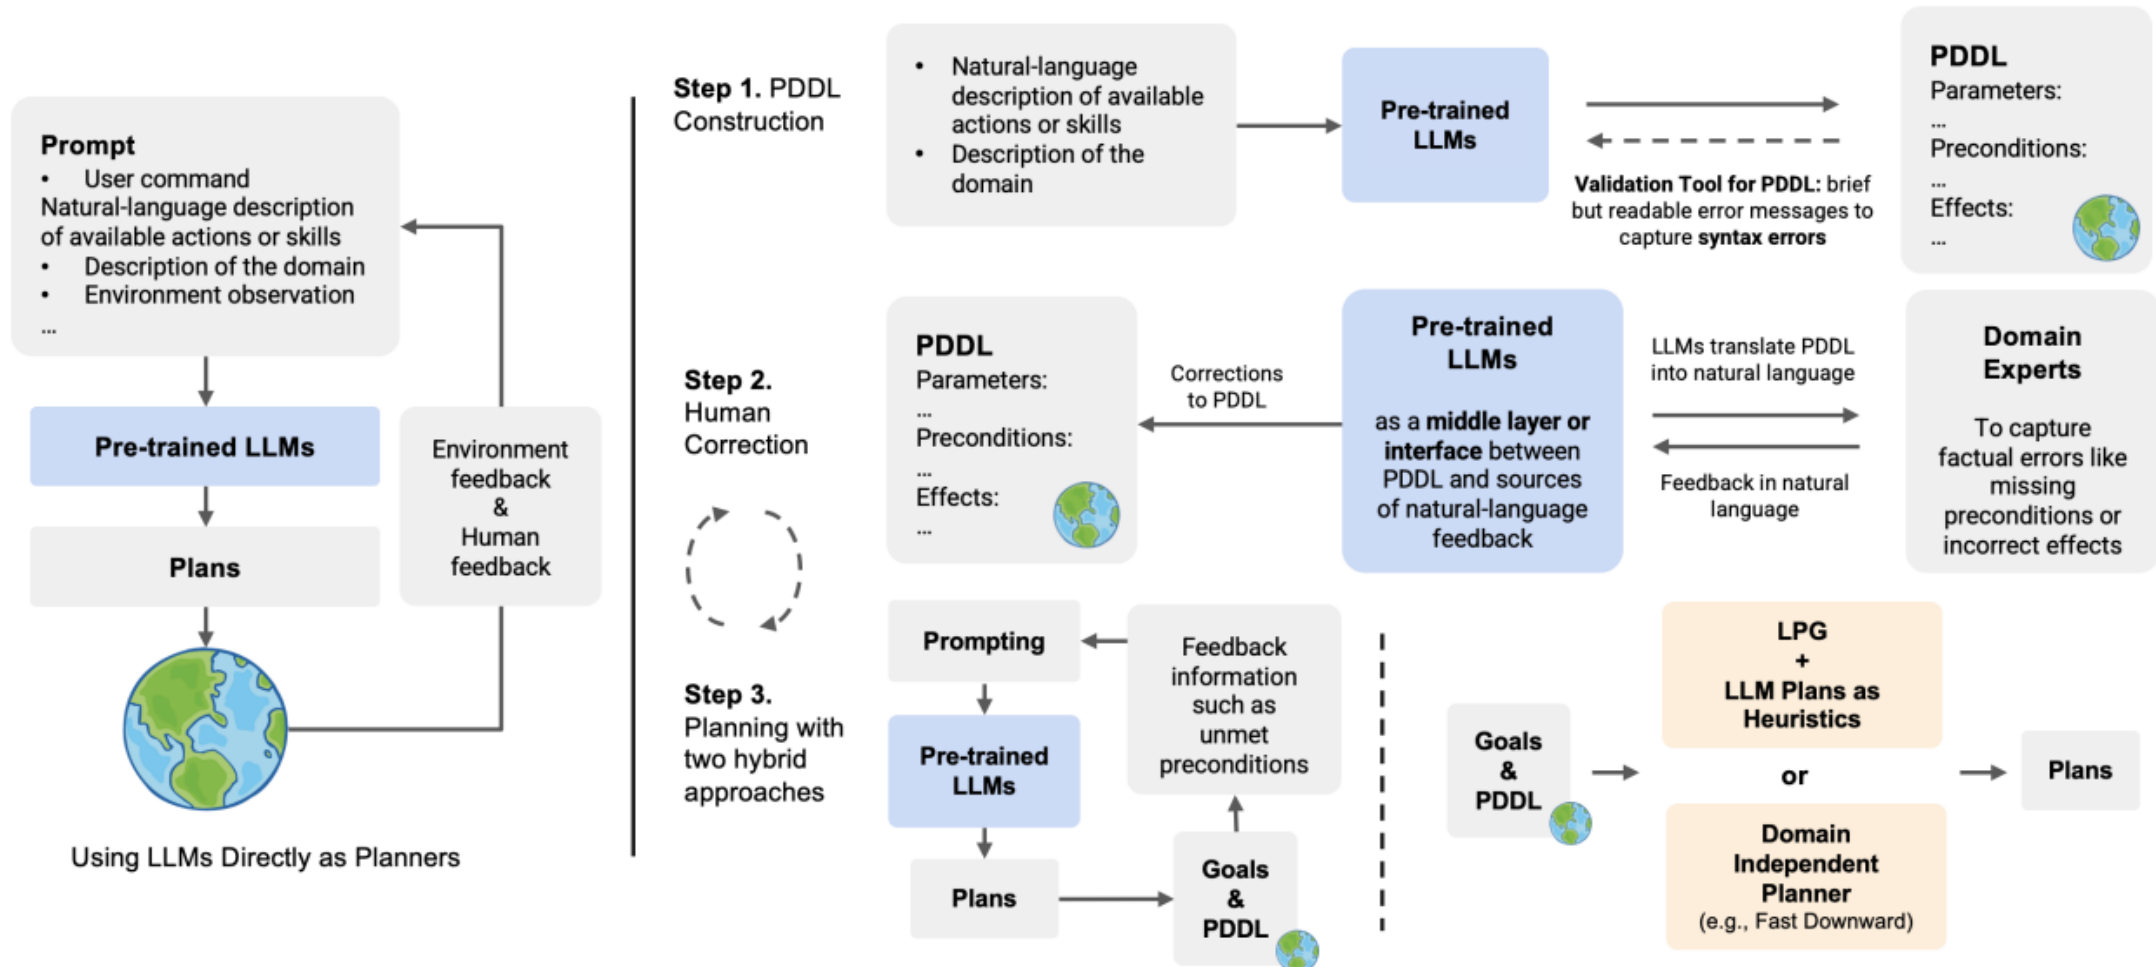 Prompt
• User command
Natural-language description
of available actions or skills
• Description of the domain
• Environment observation
...
Pre-trained LLMs
Plans
Environment
feedback
&
Human
feedback
Using LLMs Directly as Planners
Step 1. PDDL
Construction
• Natural-language
description of available
actions or skills
• Description of the
domain
Pre-trained
LLMs
Validation Tool for PDDL: brief
but readable error messages to
capture syntax errors
PDDL
Parameters:
...
Preconditions:
...
Effects:
...
Step 2.
Human
Correction
PDDL
Parameters:
...
Preconditions:
...
Effects:
...
Corrections
to PDDL
Pre-trained
LLMs
as a middle layer or
interface between
PDDL and sources
of natural-language
feedback
LLMs translate PDDL
into natural language
Feedback in natural
language
Domain
Experts
To capture
factual errors like
missing
preconditions or
incorrect effects
Step 3.
Planning with
two hybrid
approaches
Prompting
Pre-trained
LLMs
Plans
Feedback
information
such as
unmet
preconditions
Goals
&
PDDL
Goals
&
PDDL
LPG
+
LLM Plans as
Heuristics
or
Domain
Independent
Planner
(e.g., Fast Downward)
Plans